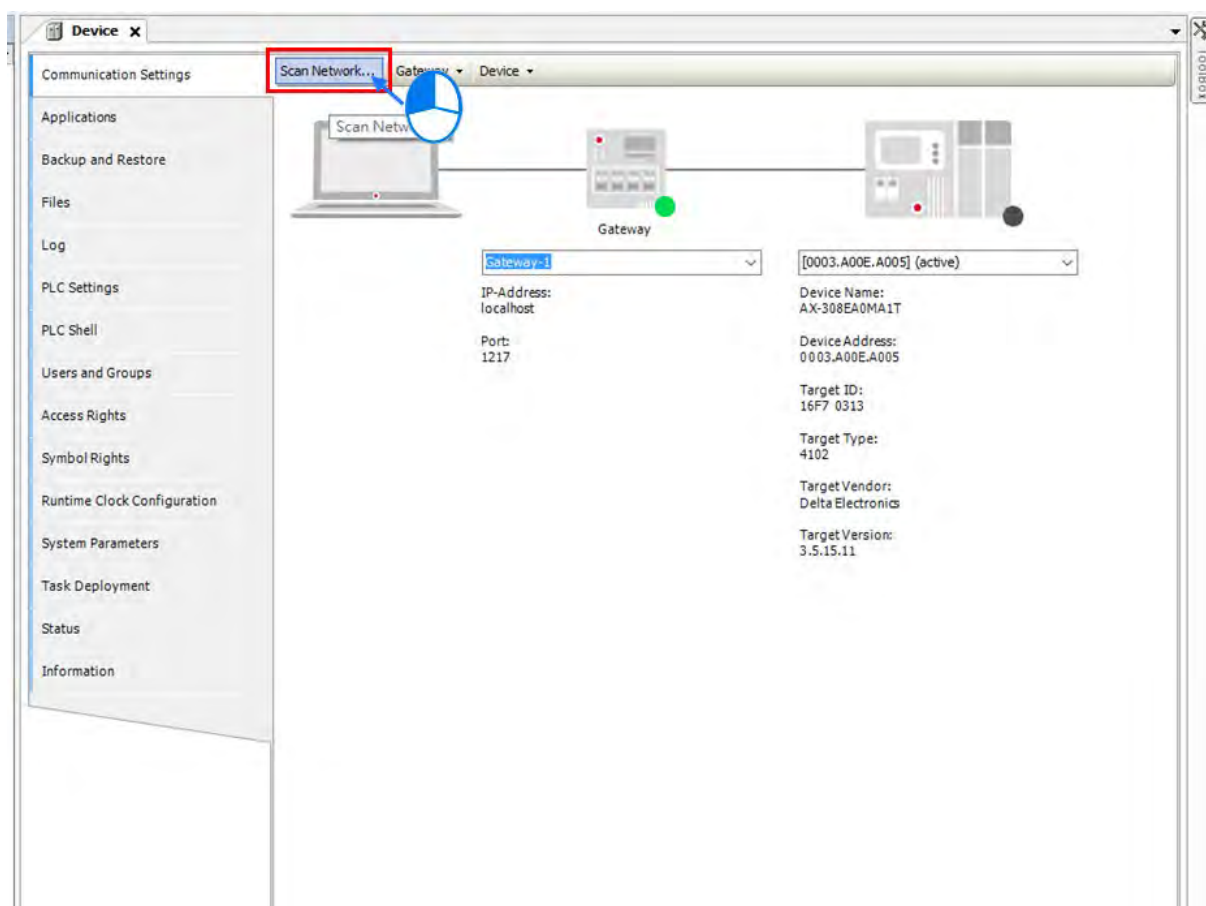 Device
Toolbox
Communication Settings
Scan Network...
Gateway
Device
Applications
Scan Netw
Backup and Restore
Files
Log
PLC Settings
PLC Shell
Users and Groups
Access Rights
Symbol Rights
Runtime Clock Configuration
System Parameters
Task Deployment
Status
Information
Gateway
Gateway-1
IP-Address:
localhost
Port:
1217
[0003.A00E.A005] (active)
Device Name:
AX-308EA0MA1T
Device Address:
0003.A00E.A005
Target ID:
16F7 0313
Target Type:
4102
Target Vendor:
Delta Electronics
Target Version:
3.5.15.11